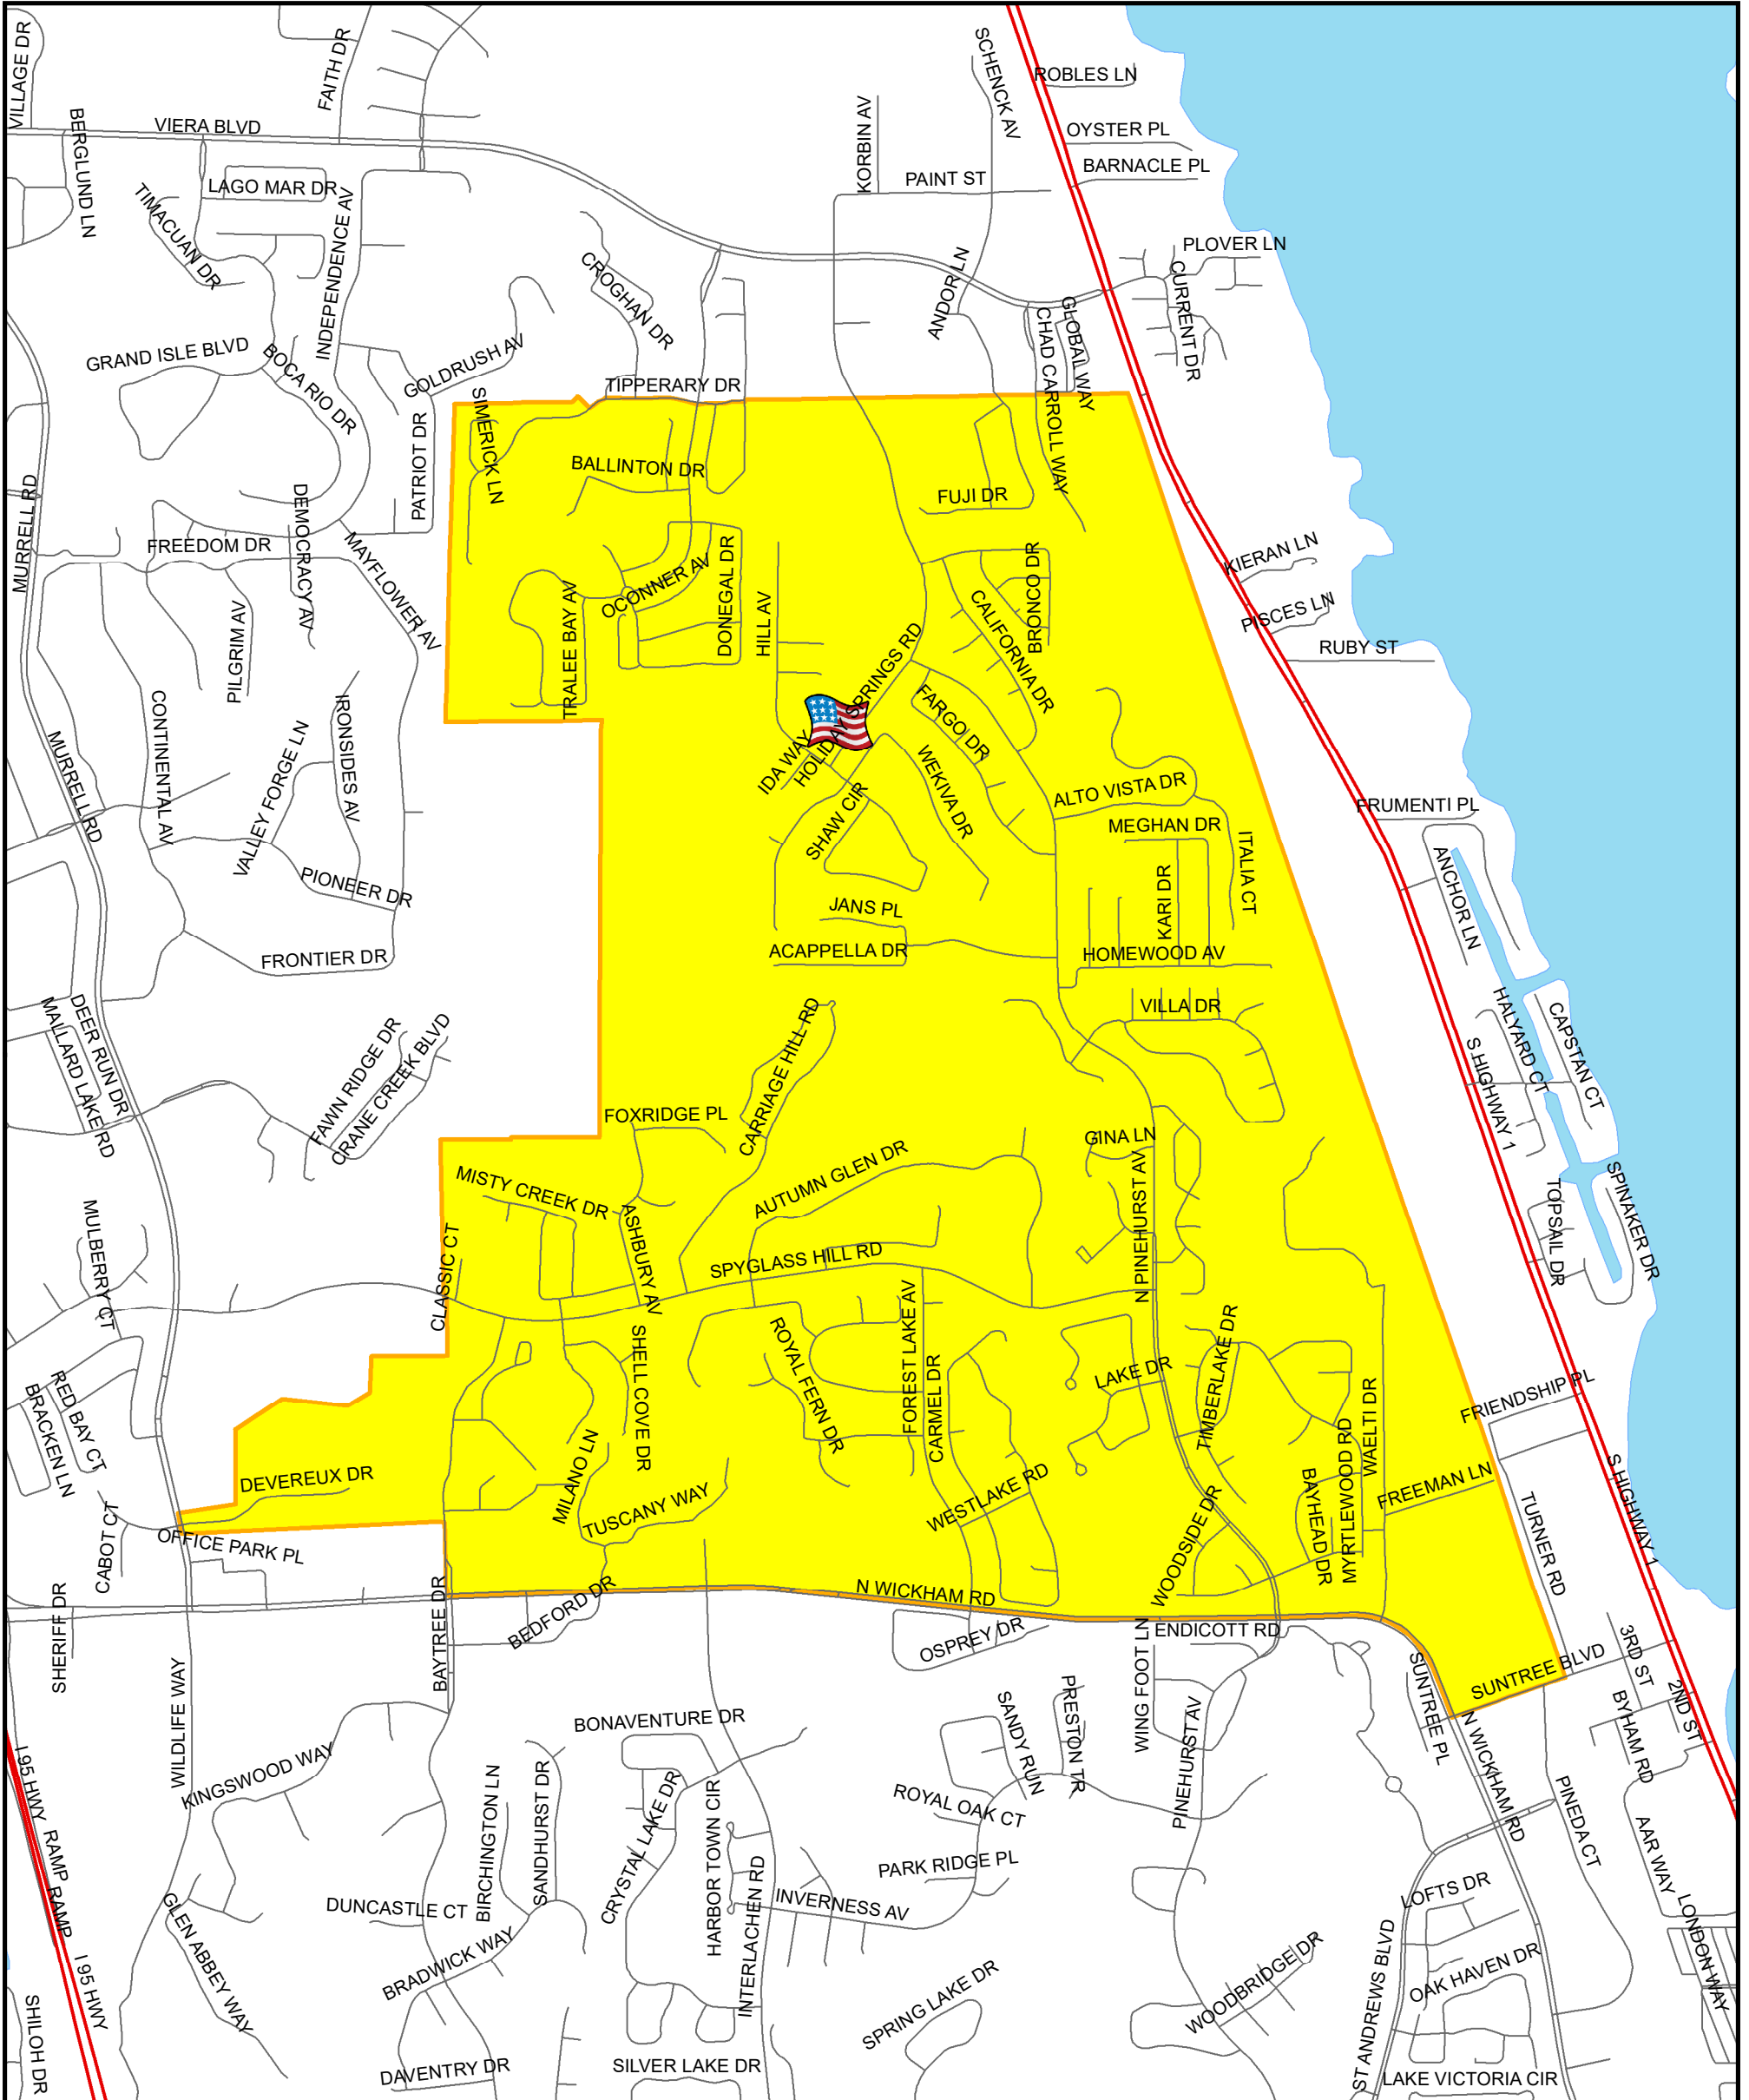 VILLAGE DR
FAITH DR
SCHENCK AV
ROBLES LN
VIERA BLVD
BERGLUND LN
KORBIN AV
OYSTER PL
BARNACLE PL
PAINT ST
LAGO MAR DR
TIMACUAN DR
INDEPENDENCE AV
CROGHAN DR
ANDOR LN
PLOVER LN
CURRENT DR
GLOBAL WAY
CHAD CARROLL WAY
GRAND ISLE BLVD
BOCA RIO DR
GOLDRUSH AV
TIPPERARY DR
SIMERICK LN
PATRIOT DR
BALLINTON DR
FUJI DR
MURRELL RD
DEMOCRACY AV
FREEDOM DR
MAYFLOWER AV
KIERAN LN
PISCES LN
RUBY ST
OCONNER AV
DONEGAL DR
HILL AV
TRALEE BAY AV
BRONCO DR
CALIFORNIA DR
PILGRIM AV
HOLIDAY SPRINGS RD
FARGO DR
IDA WAY
CONTINENTAL AV
IRONSIDES AV
VALLEY FORGE LN
MURRELL RD
WEKIVA DR
SHAW CIR
ALTO VISTA DR
MEGHAN DR
ITALIA CT
FRUMENTI PL
ANCHOR LN
PIONEER DR
JANS PL
KARI DR
ACAPPELLA DR
HOMEWOOD AV
FRONTIER DR
VILLA DR
DEER RUN DR
MALLARD LAKE RD
FAWN RIDGE DR
CRANE CREEK BLVD
CARRIAGE HILL RD
HALYARD CT
CAPSTAN CT
S HIGHWAY 1
FOXRIDGE PL
GINA LN
AUTUMN GLEN DR
MISTY CREEK DR
N PINEHURST AV
ASHBURY AV
SPINAKER DR
TOPSAIL DR
MULBERRY CT
CLASSIC CT
SPYGLASS HILL RD
SHELL COVE DR
ROYAL FERN DR
FOREST LAKE AV
CARMEL DR
LAKE DR
TIMBERLAKE DR
RED BAY CT
BRACKEN LN
WAELTI DR
MYRTLEWOOD RD
FRIENDSHIP PL
DEVEREUX DR
MILANO LN
TUSCANY WAY
WESTLAKE RD
WOODSIDE DR
BAYHEAD DR
FREEMAN LN
S HIGHWAY 1
TURNER RD
CABOT CT
OFFICE PARK PL
SHERIFF DR
BAYTREE DR
BEDFORD DR
N WICKHAM RD
OSPREY DR
WING FOOT LN
ENDICOTT RD
SUNTREE BLVD
3RD ST
2ND ST
SUNTREE PL
WILDLIFE WAY
BONAVENTURE DR
SANDY RUN
PRESTON TR
PINEHURST AV
N WICKHAM RD
BYHAM RD
I 95 HWY
RAMP
RAMP
I 95 HWY
KINGSWOOD WAY
BIRCHINGTON LN
SANDHURST DR
CRYSTAL LAKE DR
HARBOR TOWN CIR
INTERLACHEN RD
ROYAL OAK CT
PARK RIDGE PL
INVERNESS AV
PINEDA CT
AAR WAY
LOFTS DR
LONDON WAY
DUNCASTLE CT
GLEN ABBEY WAY
BRADWICK WAY
SPRING LAKE DR
WOODBRIDGE DR
ST ANDREWS BLVD
OAK HAVEN DR
SHILOH DR
DAVENTRY DR
SILVER LAKE DR
LAKE VICTORIA CIR